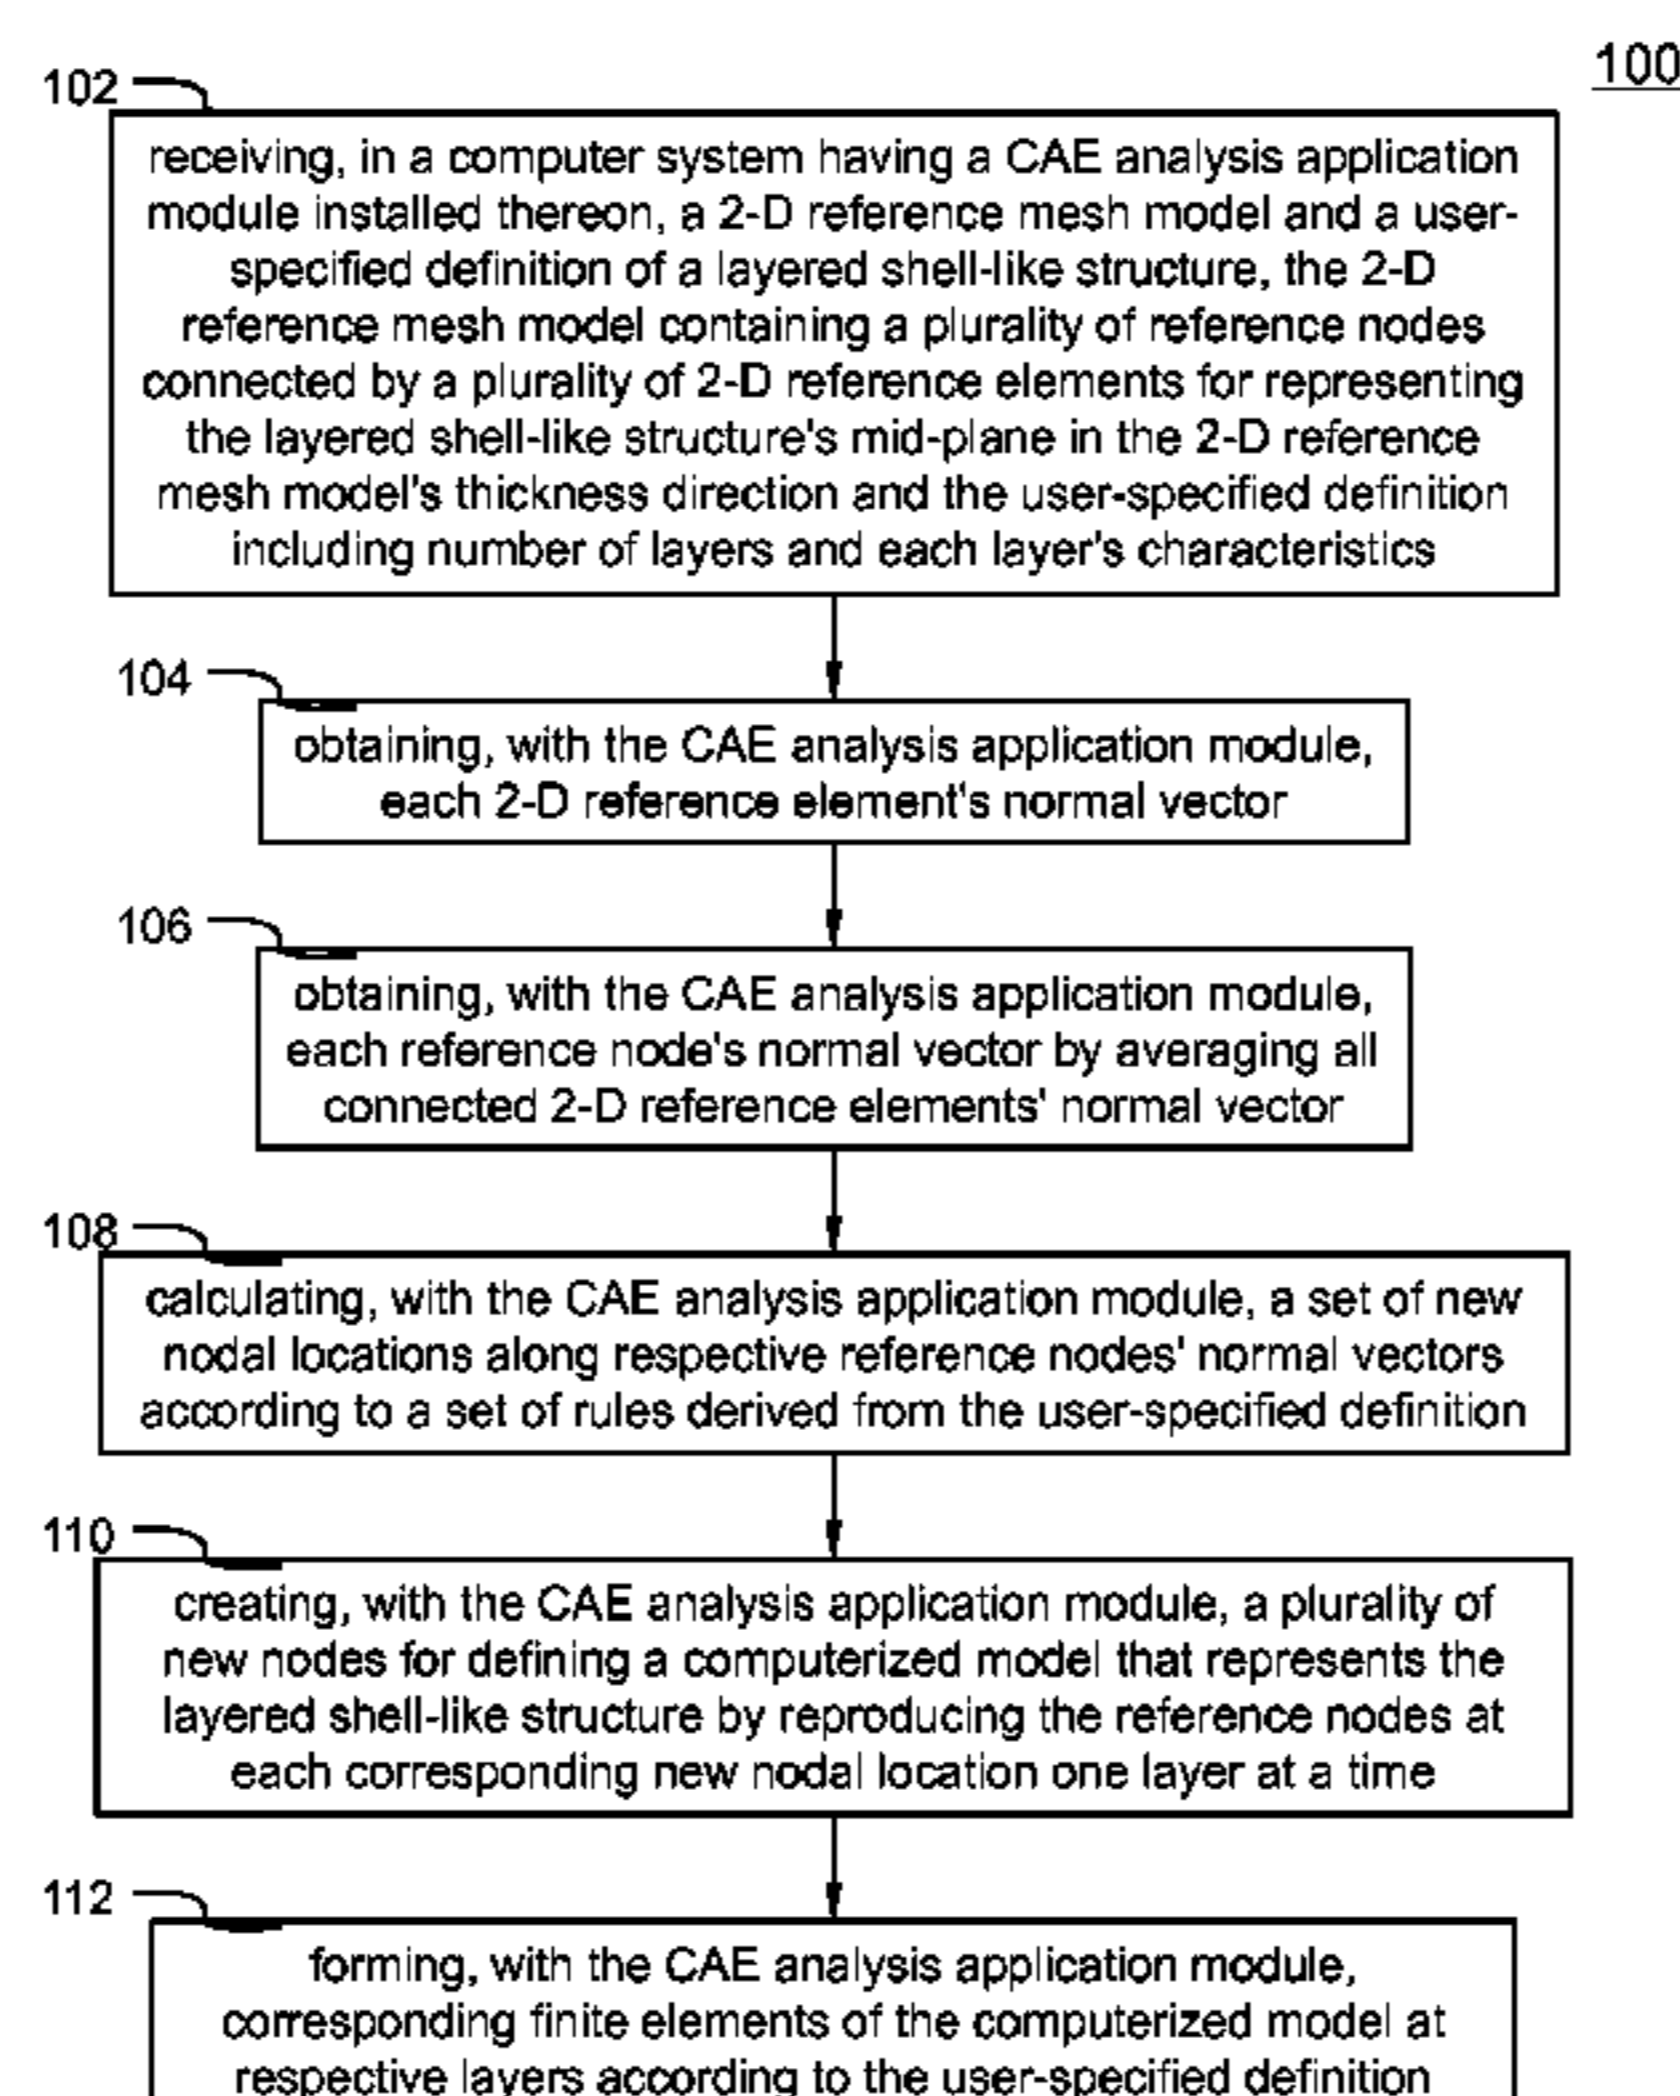 100
102
receiving, in a computer system having a CAE analysis application
module installed thereon, a 2-D reference mesh model and a user-
specified definition of a layered shell-like structure, the 2-D
reference mesh model containing a plurality of reference nodes
connected by a plurality of 2-D reference elements for representing
the layered shell-like structure's mid-plane in the 2-D reference
mesh model's thickness direction and the user-specified definition
including number of layers and each layer's characteristics
104
obtaining, with the CAE analysis application module,
each 2-D reference element's normal vector
106
obtaining, with the CAE analysis application module,
each reference node's normal vector by averaging all
connected 2-D reference elements' normal vector
108
calculating, with the CAE analysis application module, a set of new
nodal locations along respective reference nodes' normal vectors
according to a set of rules derived from the user-specified definition
110
creating, with the CAE analysis application module, a plurality of
new nodes for defining a computerized model that represents the
layered shell-like structure by reproducing the reference nodes at
each corresponding new nodal location one layer at a time
112
forming, with the CAE analysis application module,
corresponding finite elements of the computerized model at
respective layers according to the user-specified definition